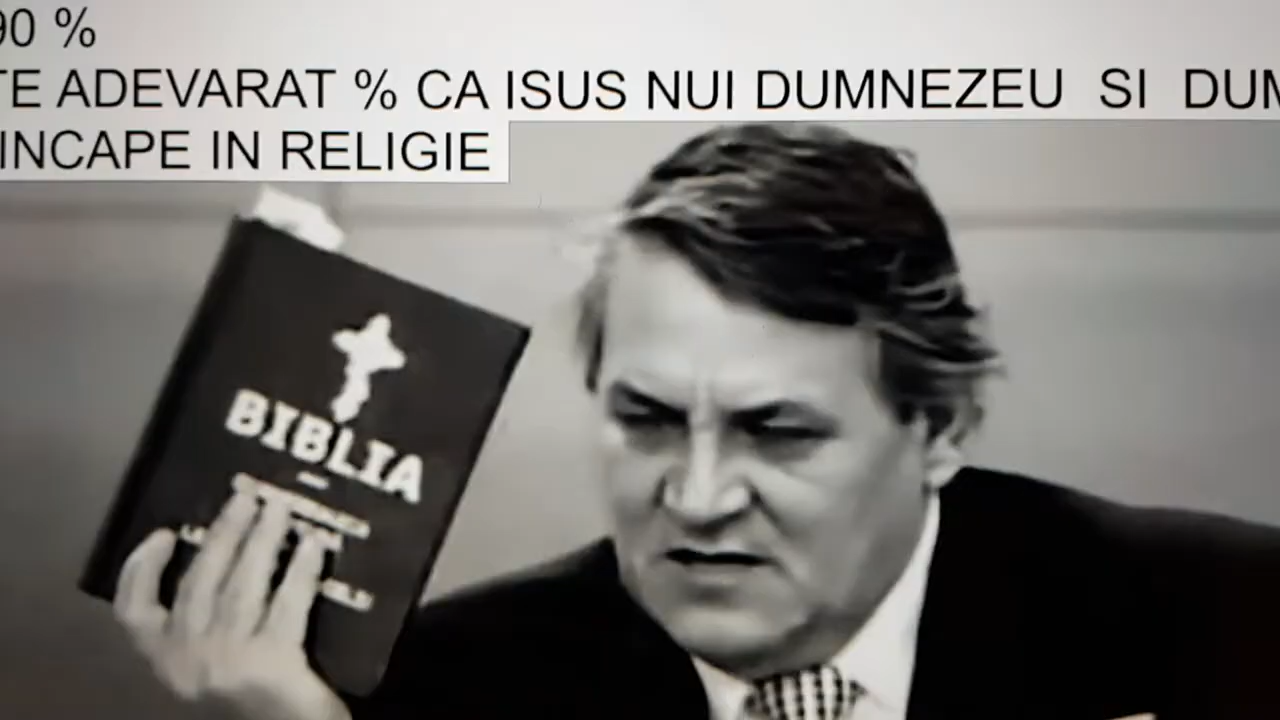 90 %
TE ADEVARAT % CA ISUS NUI DUMNEZEU SI DUM
INCAPE IN RELIGIE
BIBLIA